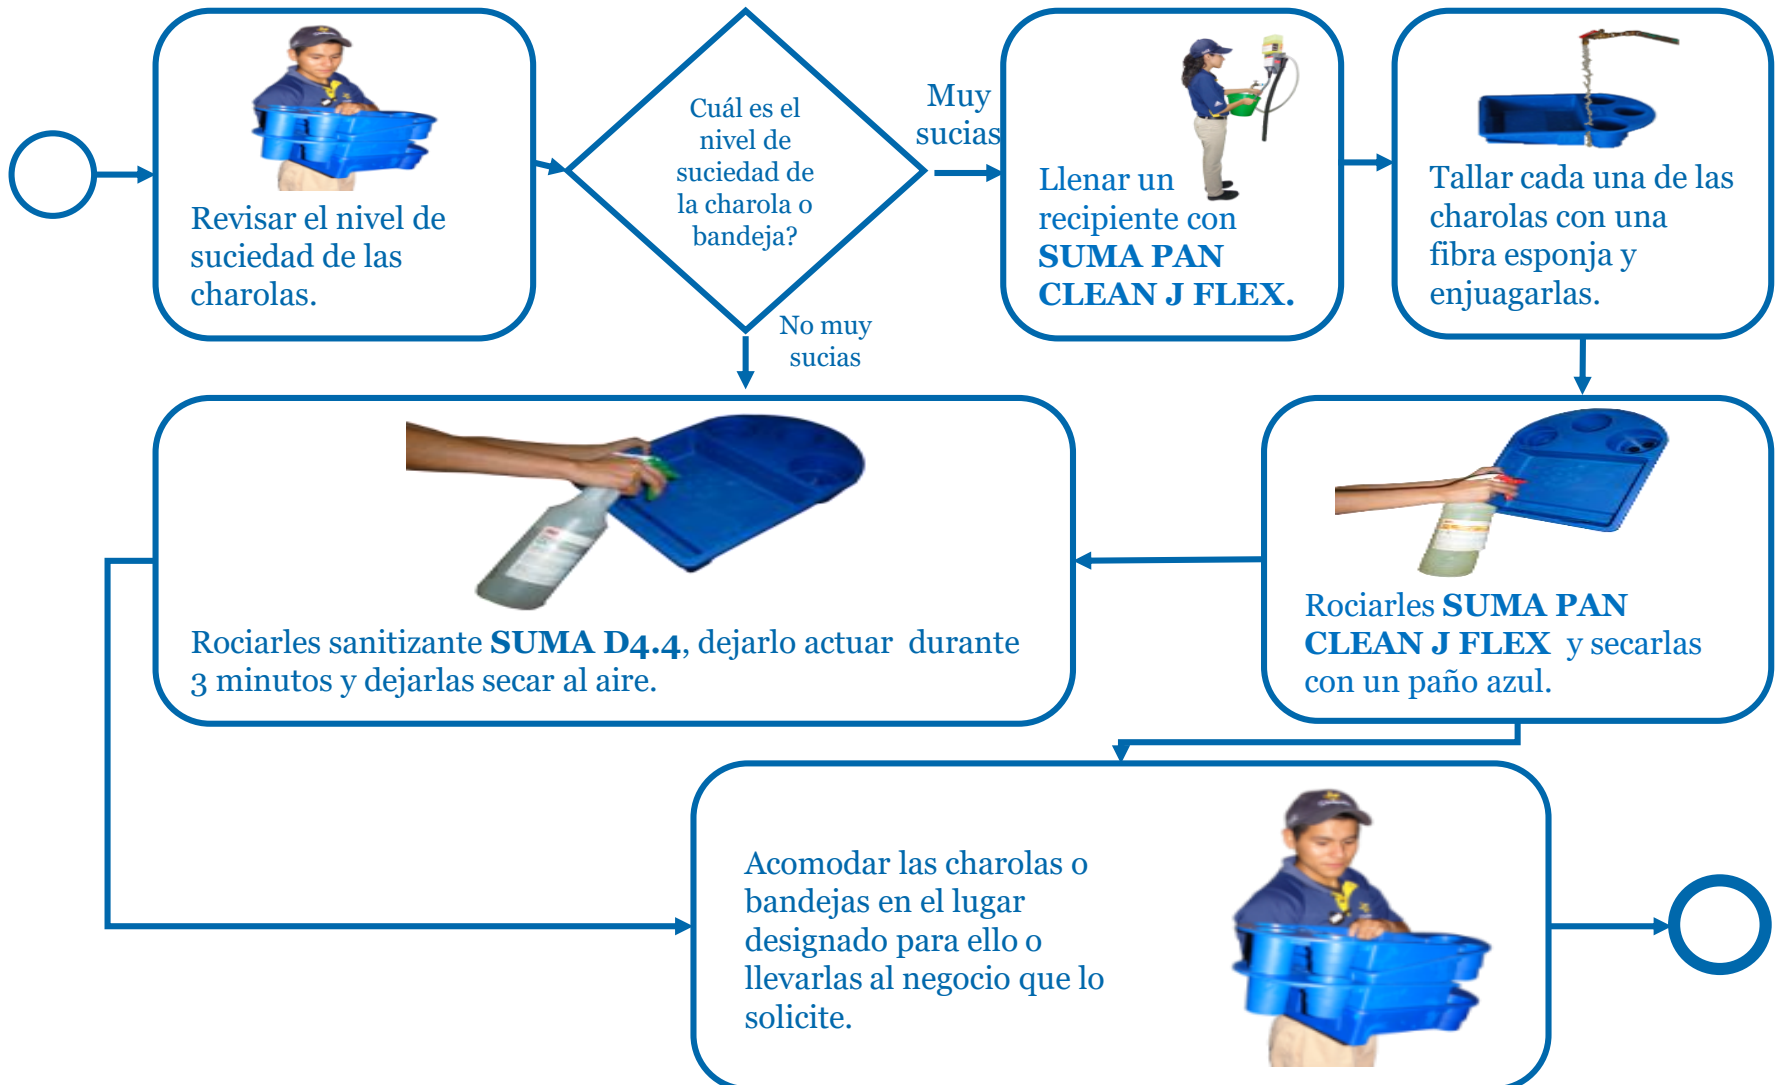 Revisar el nivel de
suciedad de las
charolas.
Cuál es el
nivel de
suciedad de
la charola o
bandeja?
Muy
sucias
No muy
sucias
Llenar un
recipiente con
SUMA PAN
CLEAN J FLEX.
Tallar cada una de las
charolas con una
fibra esponja y
enjuagarlas.
Rociarles sanitizante SUMA D4.4, dejarlo actuar durante
3 minutos y dejarlas secar al aire.
Rociarles SUMA PAN
CLEAN J FLEX y secarlas
con un paño azul.
Acomodar las charolas o
bandejas en el lugar
designado para ello o
llevarlas al negocio que lo
solicite.